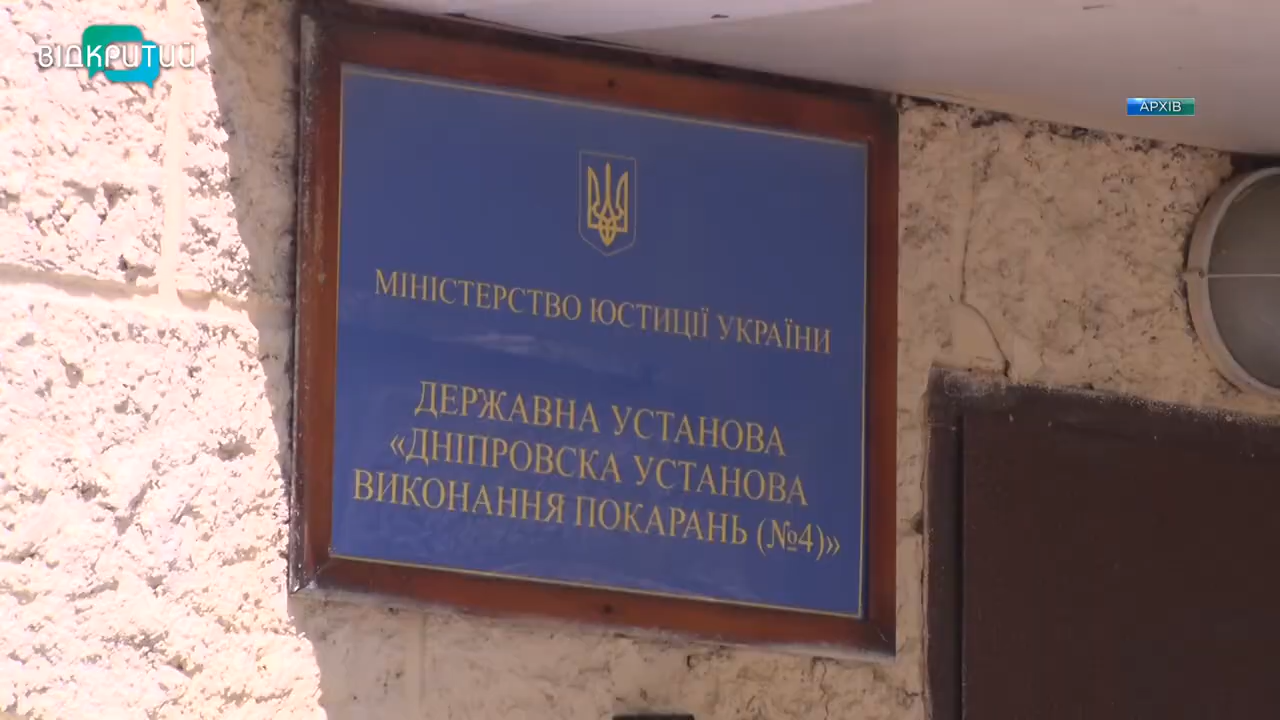 ВІДКРИТИЙ
АРХІВ
МІНІСТЕРСТВО ЮСТИЦІЇ УКРАЇНИ
ДЕРЖАВНА УСТАНОВА
«ДНІПРОВСКА УСТАНОВА
ВИКОНАННЯ ПОКАРАНЬ (№4)»